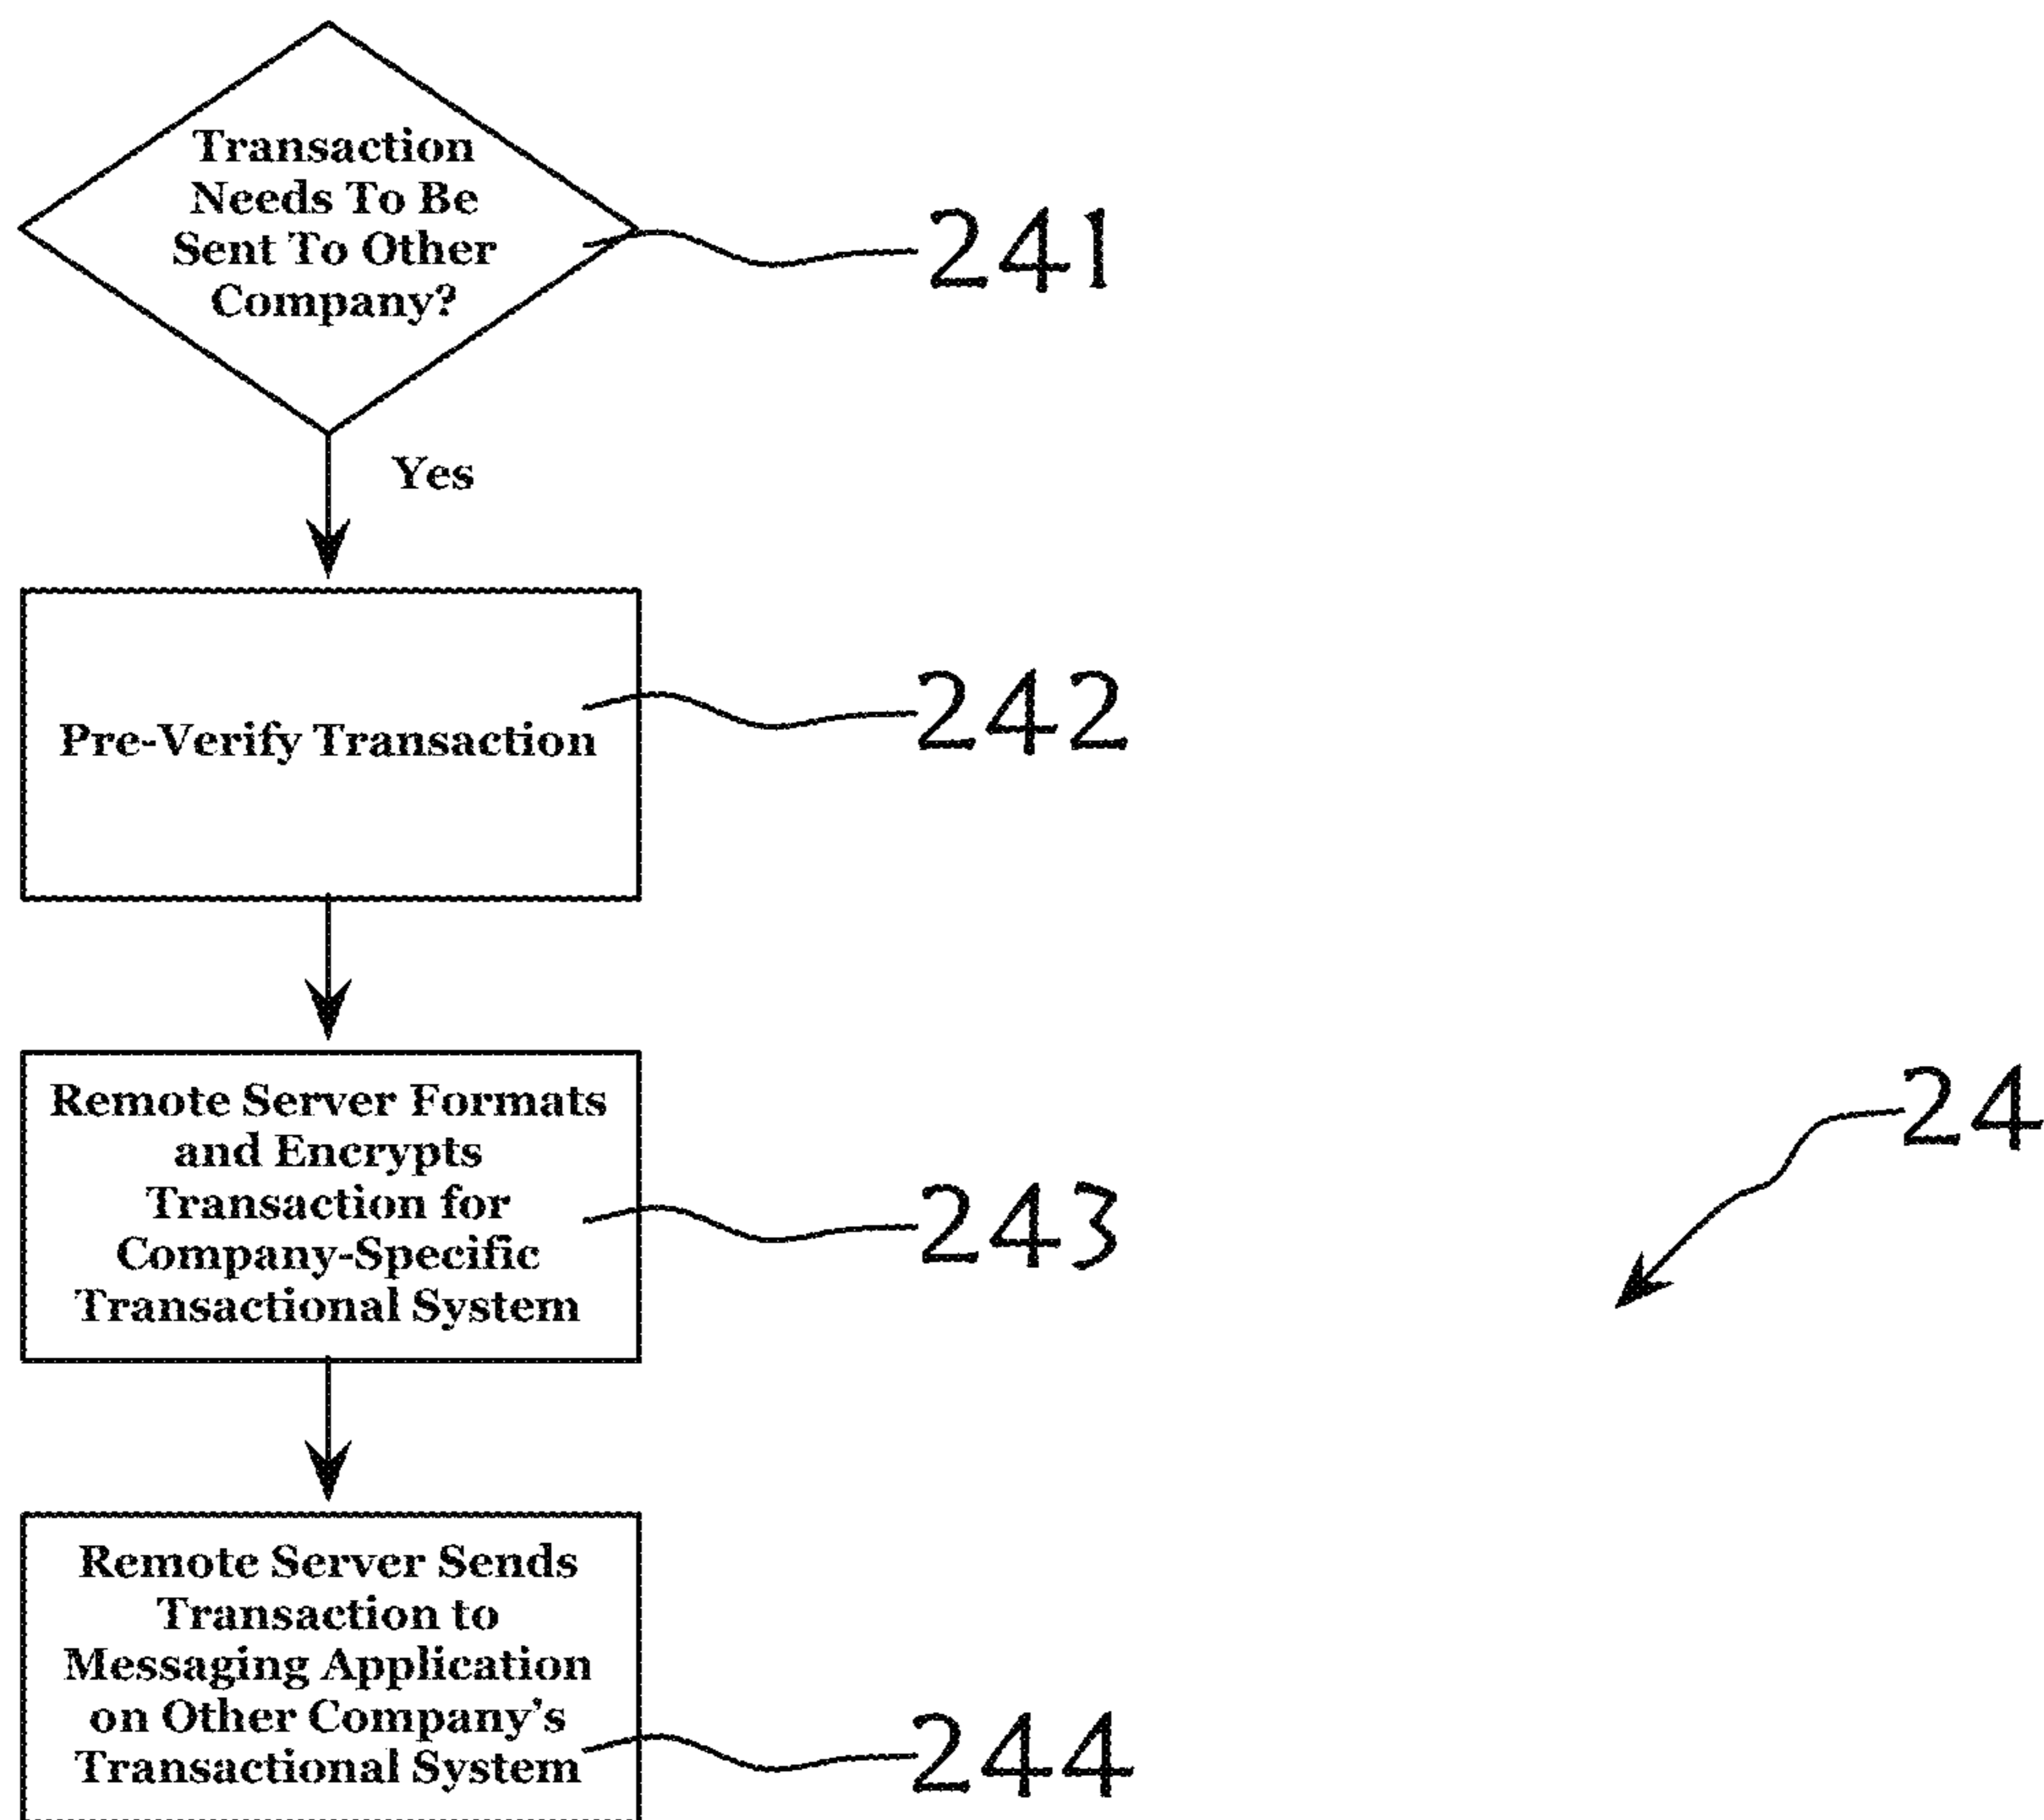 Transaction
Needs To Be
Sent To Other
Company?
241
Yes
Pre-Verify Transaction
242
Remote Server Formats
and Encrypts
Transaction for
Company-Specific
Transactional System
243
24
Remote Server Sends
Transaction to
Messaging Application
on Other Company's
Transactional System
244